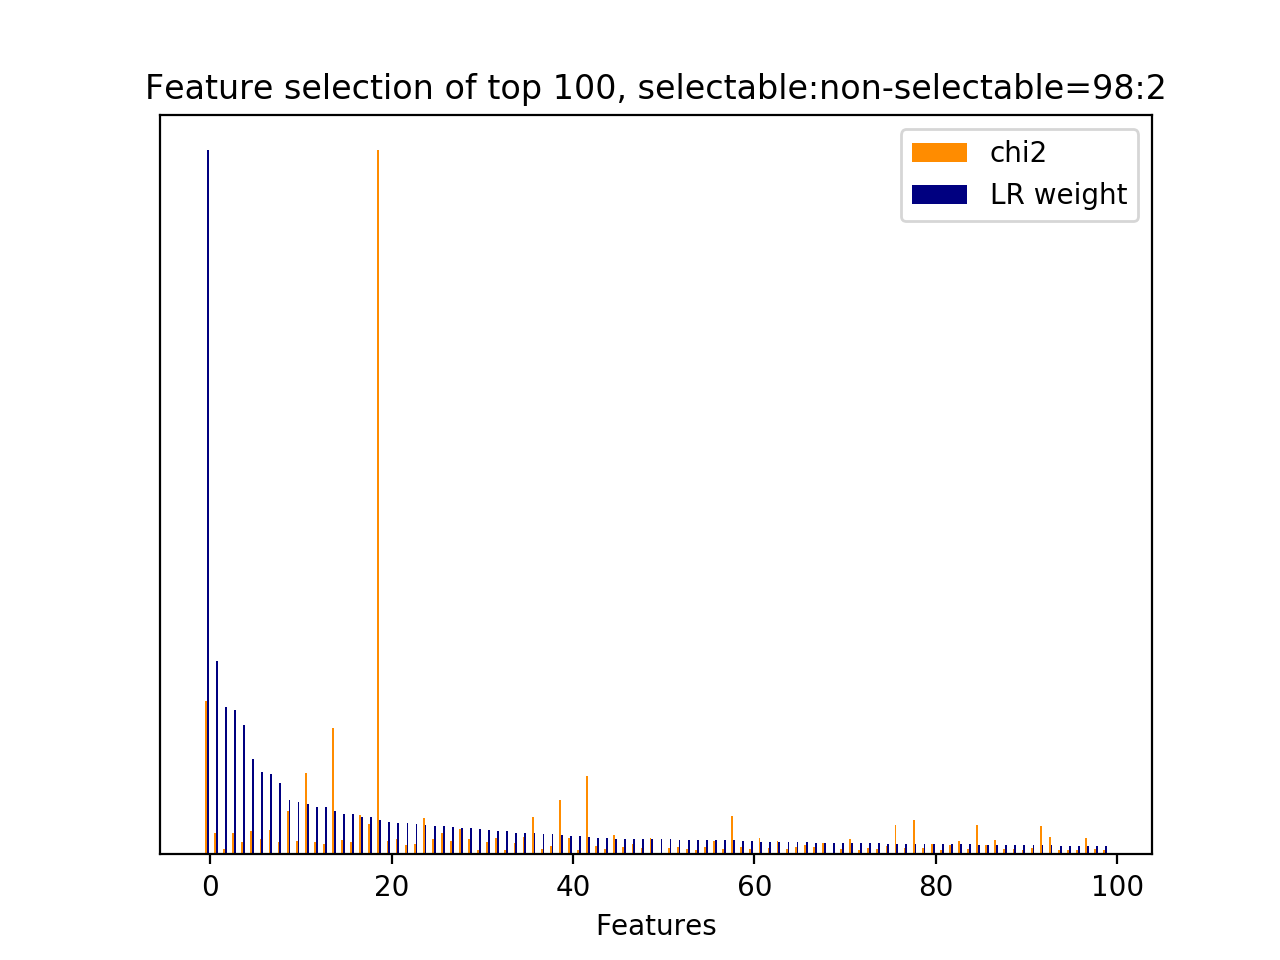 Feature selection of top 100, selectable:non-selectable=98:2
chi2
LR weight
0 20 40 60 80 100
Features